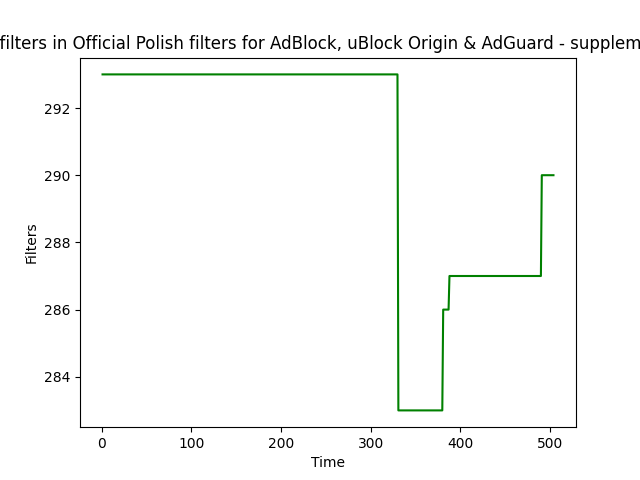 filters in Official Polish filters for AdBlock, uBlock Origin & AdGuard - supplem
292
290
288
286
284
Filters
0 100 200 300 400 500
Time